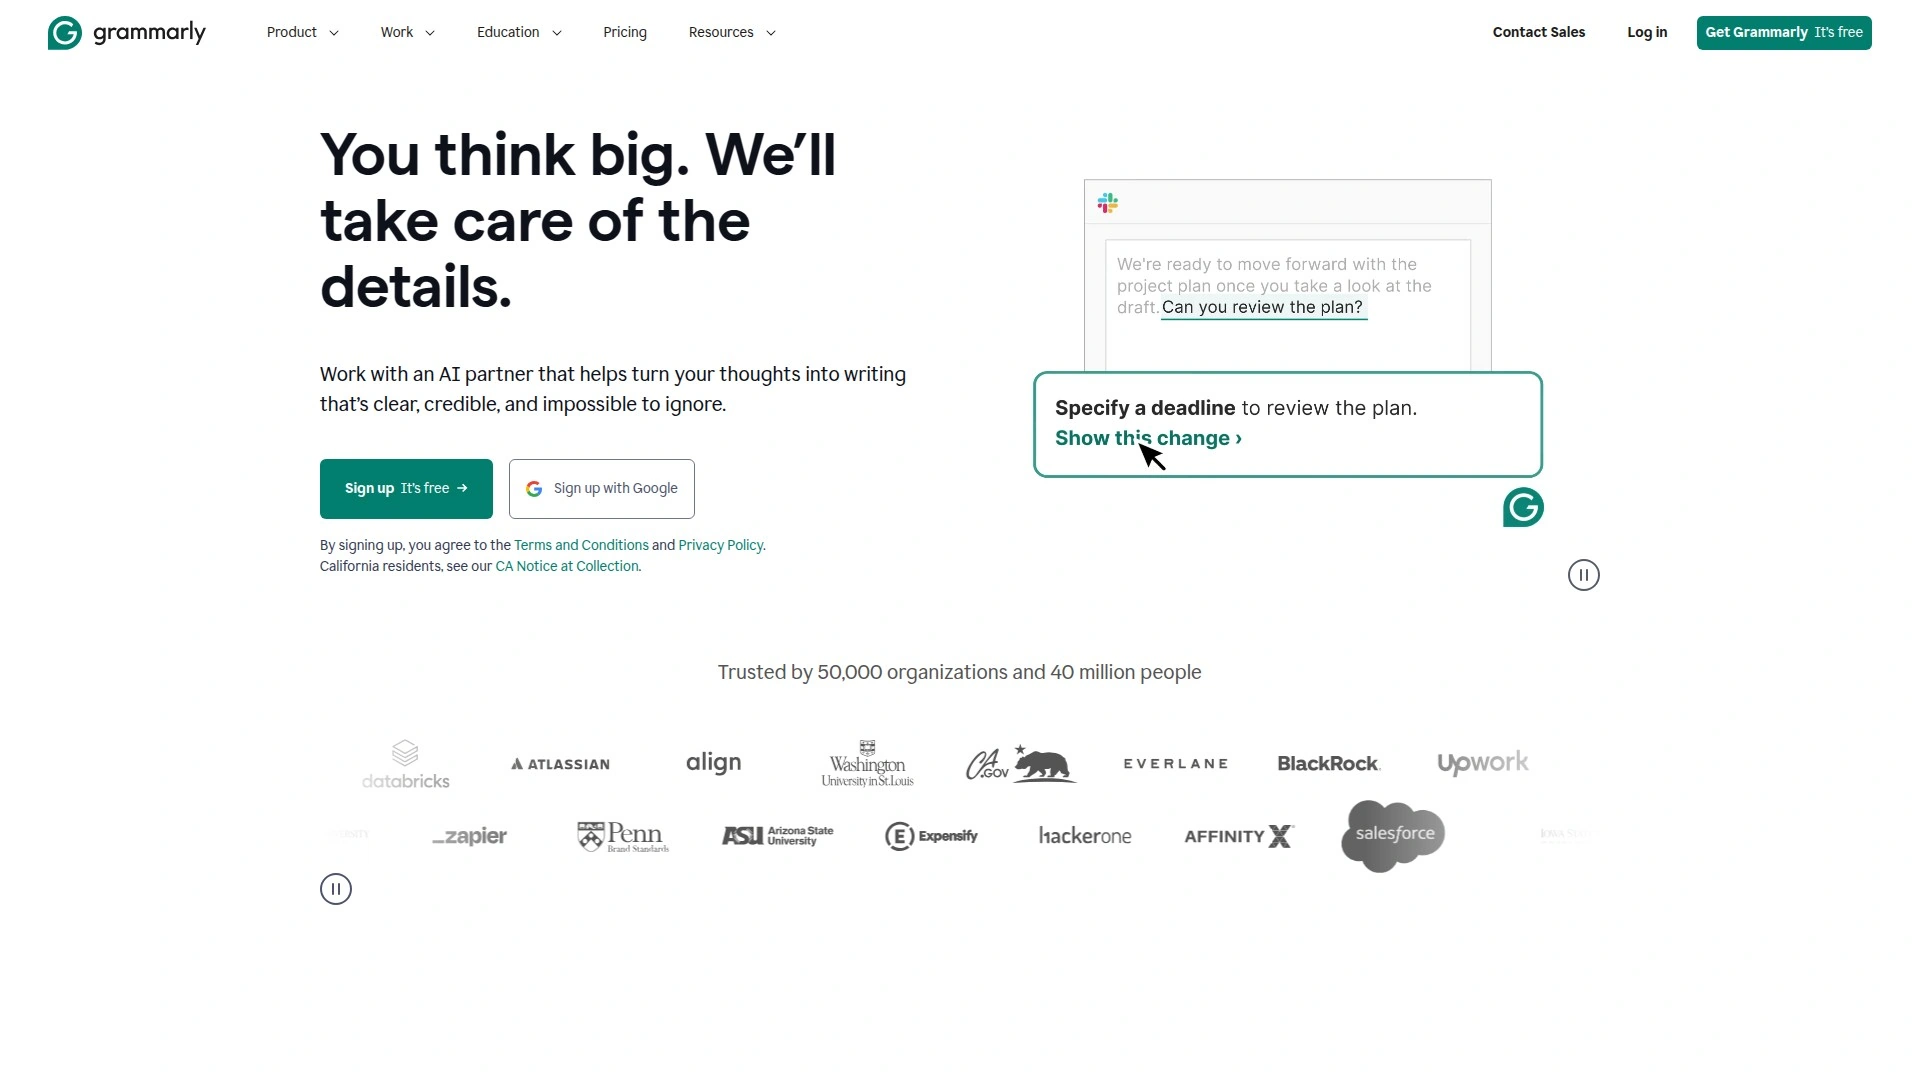 grammarly
Product
Work
Education
Pricing
Resources
Contact Sales
Log in
Get Grammarly It's free
You think big. We’ll
take care of the
details.
Work with an AI partner that helps turn your thoughts into writing
that’s clear, credible, and impossible to ignore.
Sign up It's free →
Sign up with Google
By signing up, you agree to the Terms and Conditions and Privacy Policy.
California residents, see our CA Notice at Collection.
We're ready to move forward with the
project plan once you take a look at the
draft. Can you review the plan?
Specify a deadline to review the plan.
Show this change ›
Trusted by 50,000 organizations and 40 million people
databricks
ATLASSIAN
align
Washington
University in St. Louis
CA
.GOV
EVERLANE
BlackRock.
Upwork
_zapier
Penn
Brand Standards
ASU Arizona State
University
Expensify
hackerone
AFFINITY X
salesforce